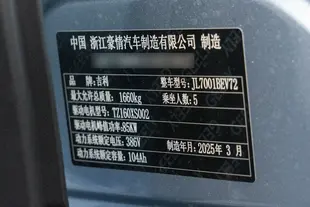 中国 浙江豪情汽车制造有限公司 制造
品牌：吉利 整车型号：JL7001BEV72
最大允许总质量：1660kg 乘坐人数：5
驱动电机型号：TZ160XS002
驱动电机峰值功率：85KW
动力系统额定电压：386V
动力系统额定容量：104Ah 制造年月：2025年 3月